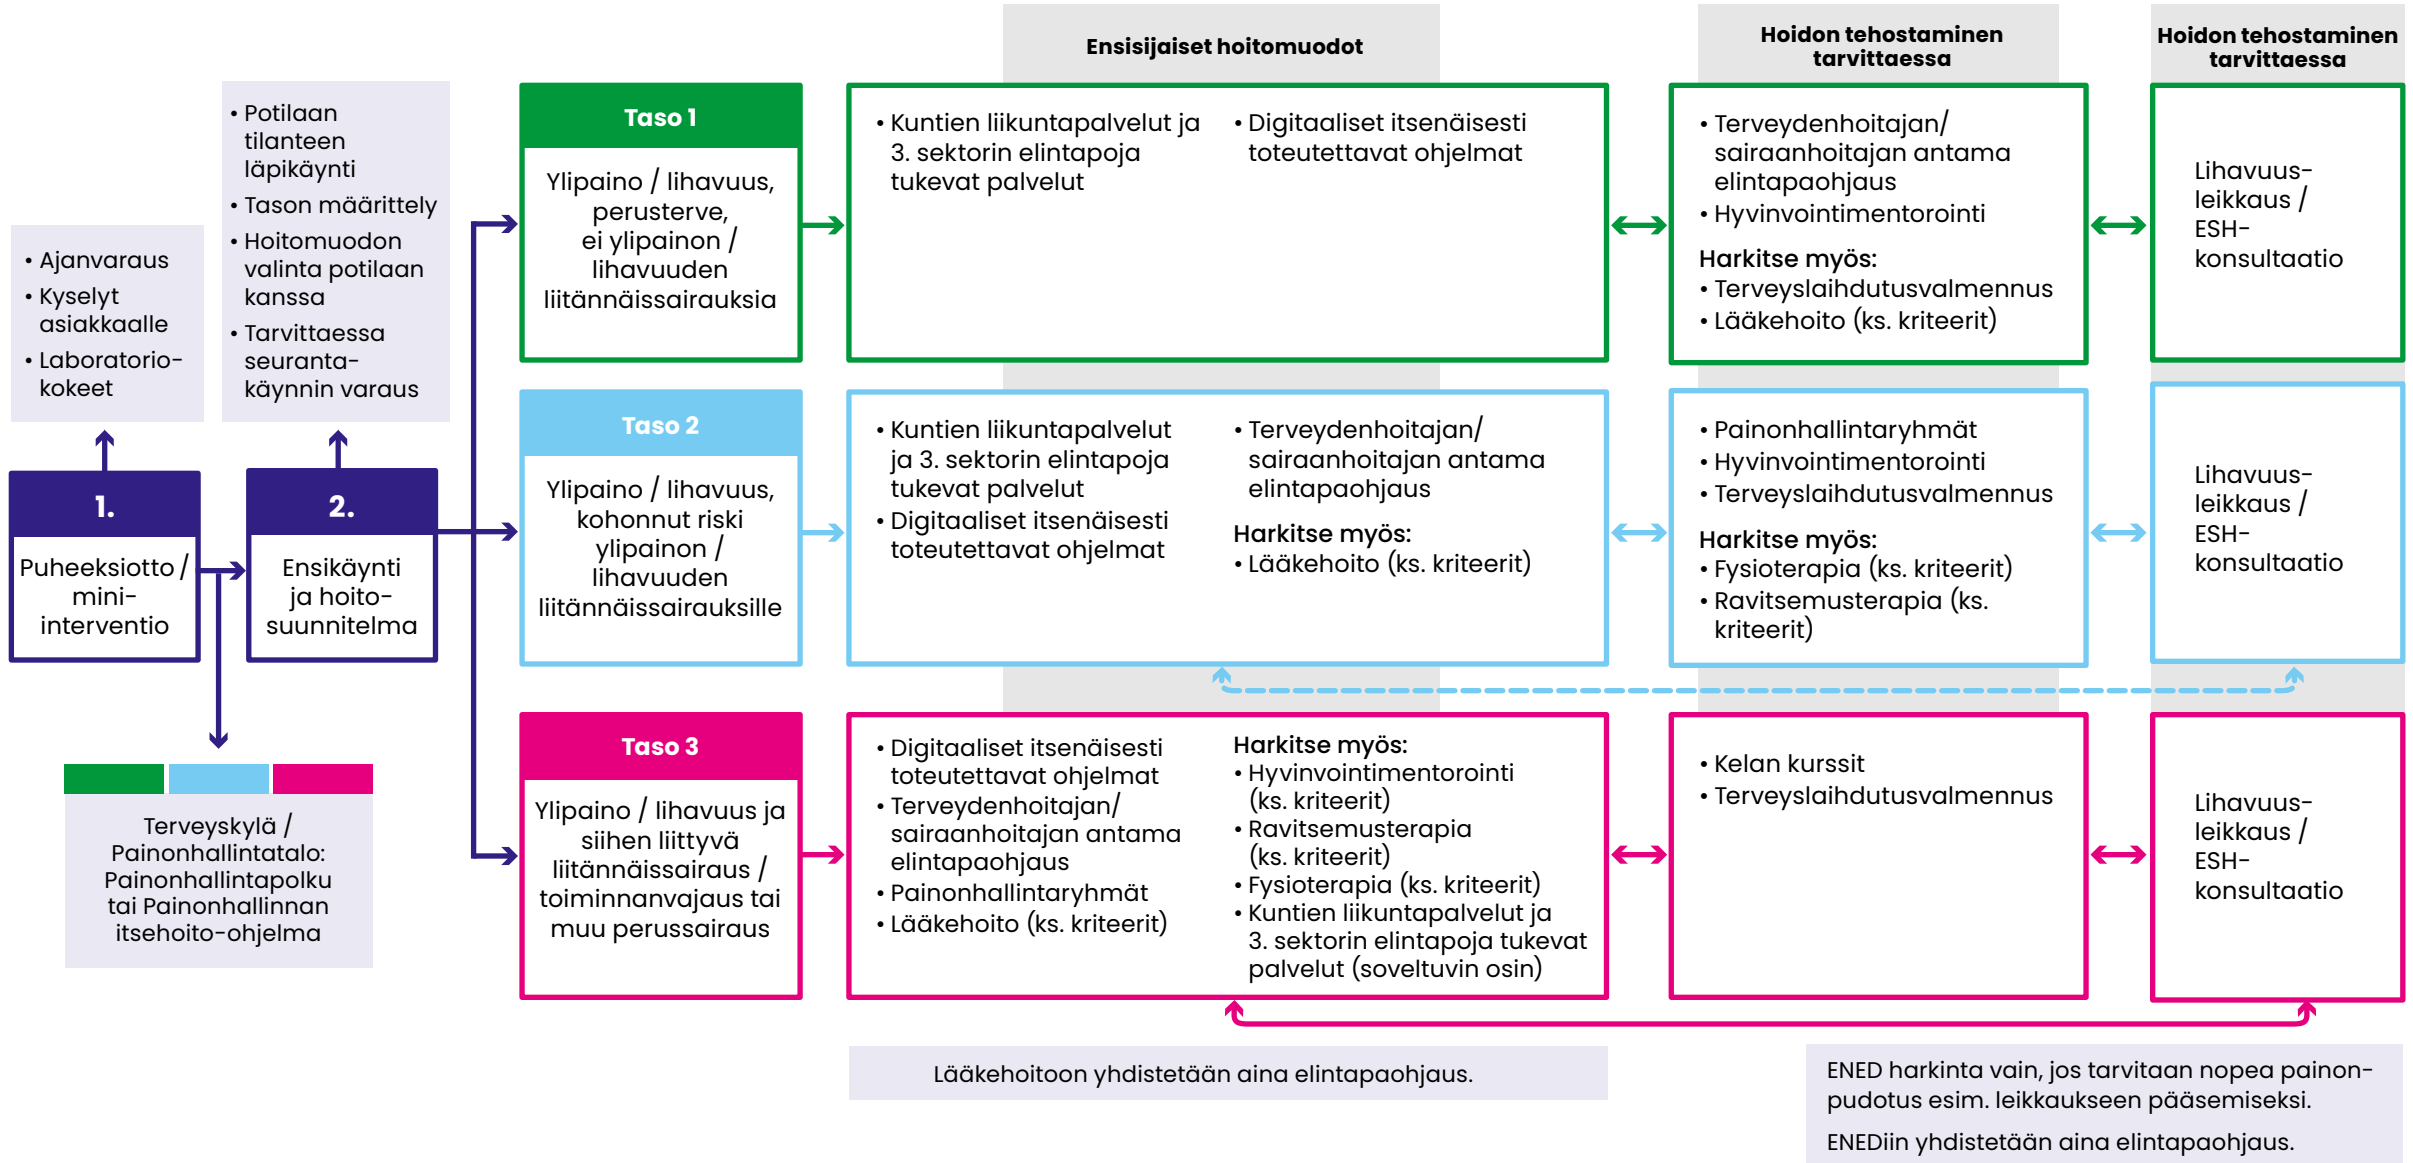 Ensisijaiset hoitomuodot
Hoidon tehostaminen
tarvittaessa
Hoidon tehostaminen
tarvittaessa
• Ajanvaraus
• Kyselyt
asiakkaalle
• Laboratorio-
kokeet
1.
Puheeksiotto /
mini-
interventio
• Potilaan
tilanteen
läpikäynti
• Tason määrittely
• Hoitomuodon
valinta potilaan
kanssa
• Tarvittaessa
seuranta-
käynnin varaus
2.
Ensikäynti
ja hoito-
suunnitelma
Terveyskylä /
Painonhallintatalo:
Painonhallintapolku
tai Painonhallinnan
itsehoito-ohjelma
Taso 1
Ylipaino / lihavuus,
perusterve,
ei ylipainon /
lihavuuden
liitännäissairauksia
• Kuntien liikuntapalvelut ja
3. sektorin elintapoja
tukevat palvelut
• Digitaaliset itsenäisesti
toteutettavat ohjelmat
• Terveydenhoitajan/
sairaanhoitajan antama
elintapaohjaus
• Hyvinvointimentorointi
Harkitse myös:
• Terveyslaihdutusvalmennus
• Lääkehoito (ks. kriteerit)
Lihavuus-
leikkaus /
ESH-
konsultaatio
Taso 2
Ylipaino / lihavuus,
kohonnut riski
ylipainon /
lihavuuden
liitännäissairauksille
• Kuntien liikuntapalvelut
ja 3. sektorin elintapoja
tukevat palvelut
• Digitaaliset itsenäisesti
toteutettavat ohjelmat
• Terveydenhoitajan/
sairaanhoitajan antama
elintapaohjaus
Harkitse myös:
• Lääkehoito (ks. kriteerit)
• Painonhallintaryhmät
• Hyvinvointimentorointi
• Terveyslaihdutusvalmennus
Harkitse myös:
• Fysioterapia (ks. kriteerit)
• Ravitsemusterapia (ks.
kriteerit)
Lihavuus-
leikkaus /
ESH-
konsultaatio
Taso 3
Ylipaino / lihavuus ja
siihen liittyvä
liitännäissairaus /
toiminnanvajaus tai
muu perussairaus
• Digitaaliset itsenäisesti
toteutettavat ohjelmat
• Terveydenhoitajan/
sairaanhoitajan antama
elintapaohjaus
• Painonhallintaryhmät
• Lääkehoito (ks. kriteerit)
Harkitse myös:
• Hyvinvointimentorointi
(ks. kriteerit)
• Ravitsemusterapia
(ks. kriteerit)
• Fysioterapia (ks. kriteerit)
• Kuntien liikuntapalvelut ja
3. sektorin elintapoja tukevat
palvelut (soveltuvin osin)
• Kelan kurssit
• Terveyslaihdutusvalmennus
Lihavuus-
leikkaus /
ESH-
konsultaatio
Lääkehoitoon yhdistetään aina elintapaohjaus.
ENED harkinta vain, jos tarvitaan nopea painon-
pudotus esim. leikkaukseen pääsemiseksi.
ENEDiin yhdistetään aina elintapaohjaus.